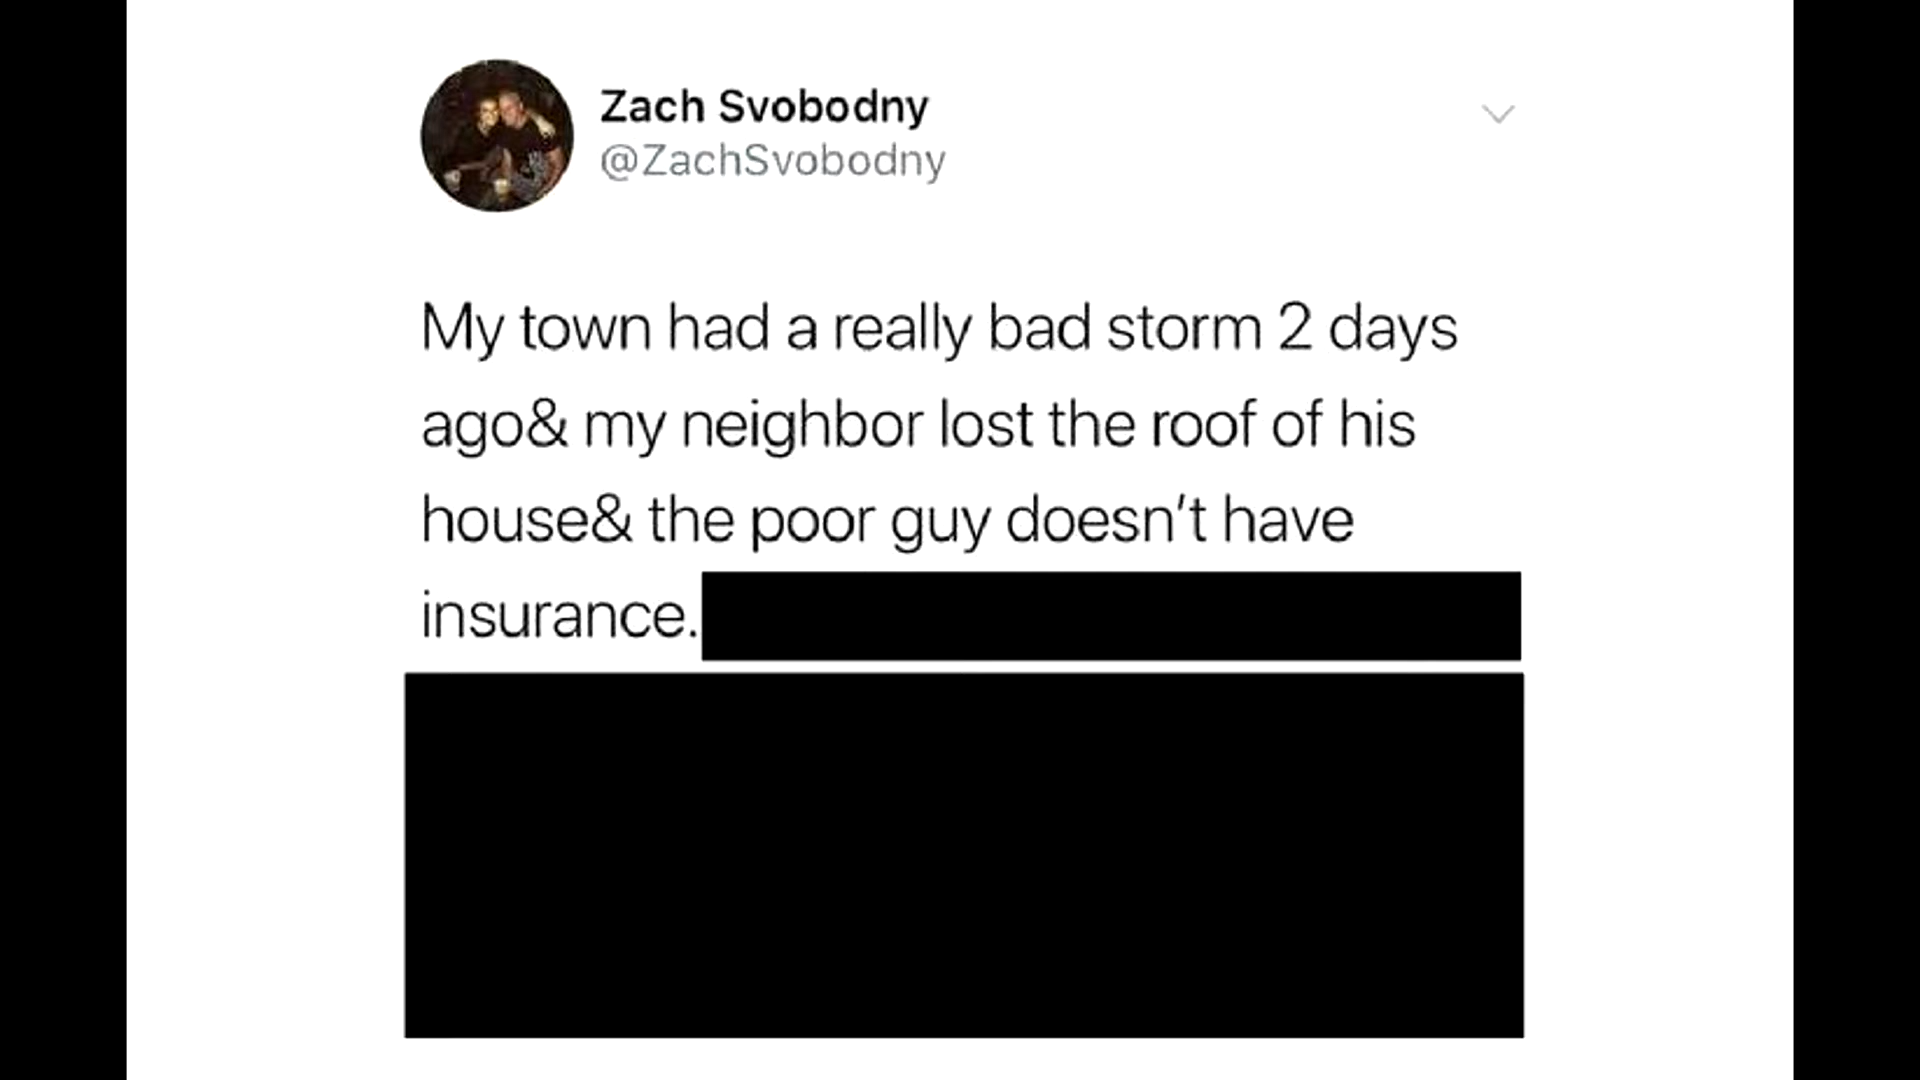 Zach Svobodny
@ZachSvobodny
My town had a really bad storm 2 days
ago& my neighbor lost the roof of his
house& the poor guy doesn't have
insurance.